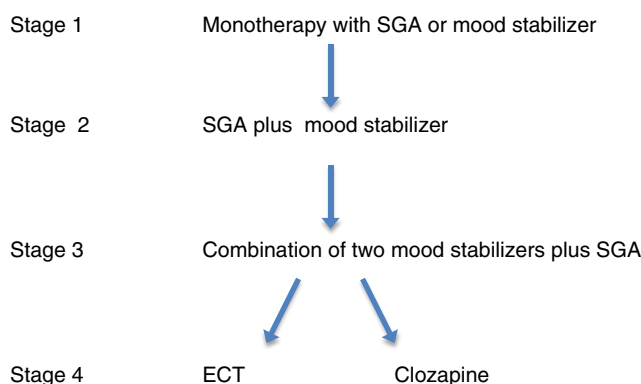 Stage 1 Monotherapy with SGA or mood stabilizer
Stage 2 SGA plus mood stabilizer
Stage 3 Combination of two mood stabilizers plus SGA
Stage 4 ECT Clozapine